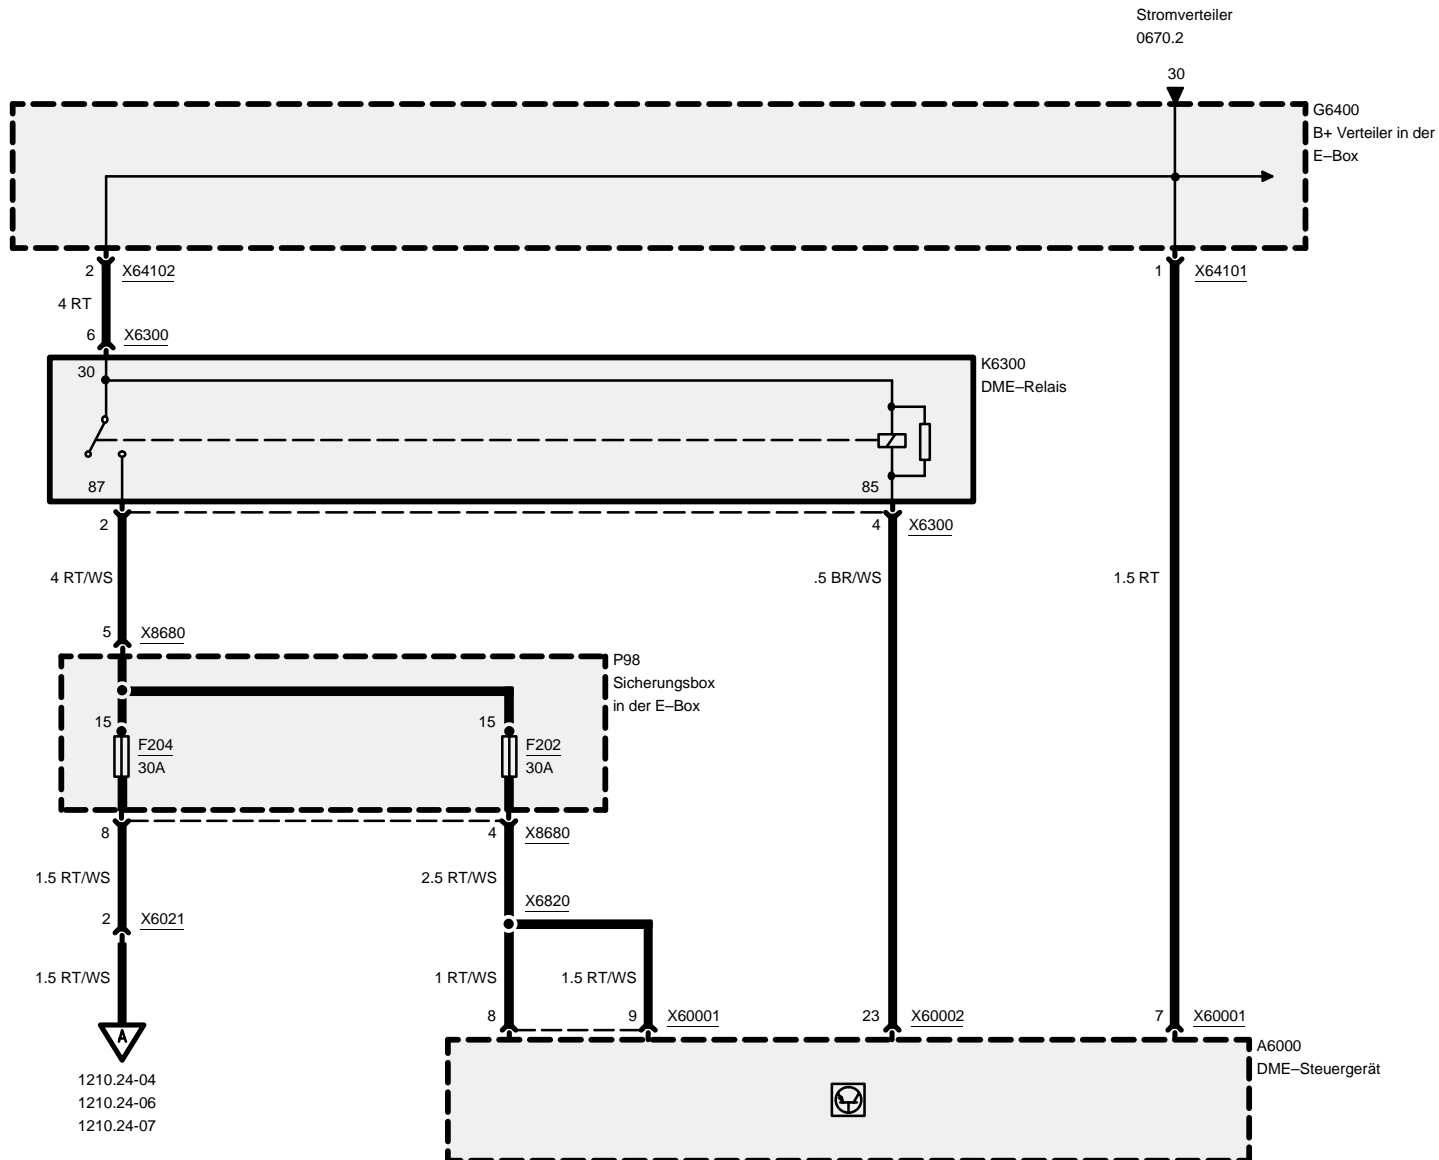 Stromverteiler
0670.2
30
G6400
B+ Verteiler in der
E–Box
2 X64102
1 X64101
4 RT
6 X6300
30
K6300
DME–Relais
87
85
2
4 X6300
4 RT/WS
.5 BR/WS
1.5 RT
5 X8680
P98
Sicherungsbox
in der E–Box
15
F204
30A
15
F202
30A
8
4 X8680
1.5 RT/WS
2.5 RT/WS
X6820
2 X6021
1.5 RT/WS
1 RT/WS
1.5 RT/WS
8
9 X60001
23 X60002
7 X60001
A
A6000
DME–Steuergerät
1210.24-04
1210.24-06
1210.24-07